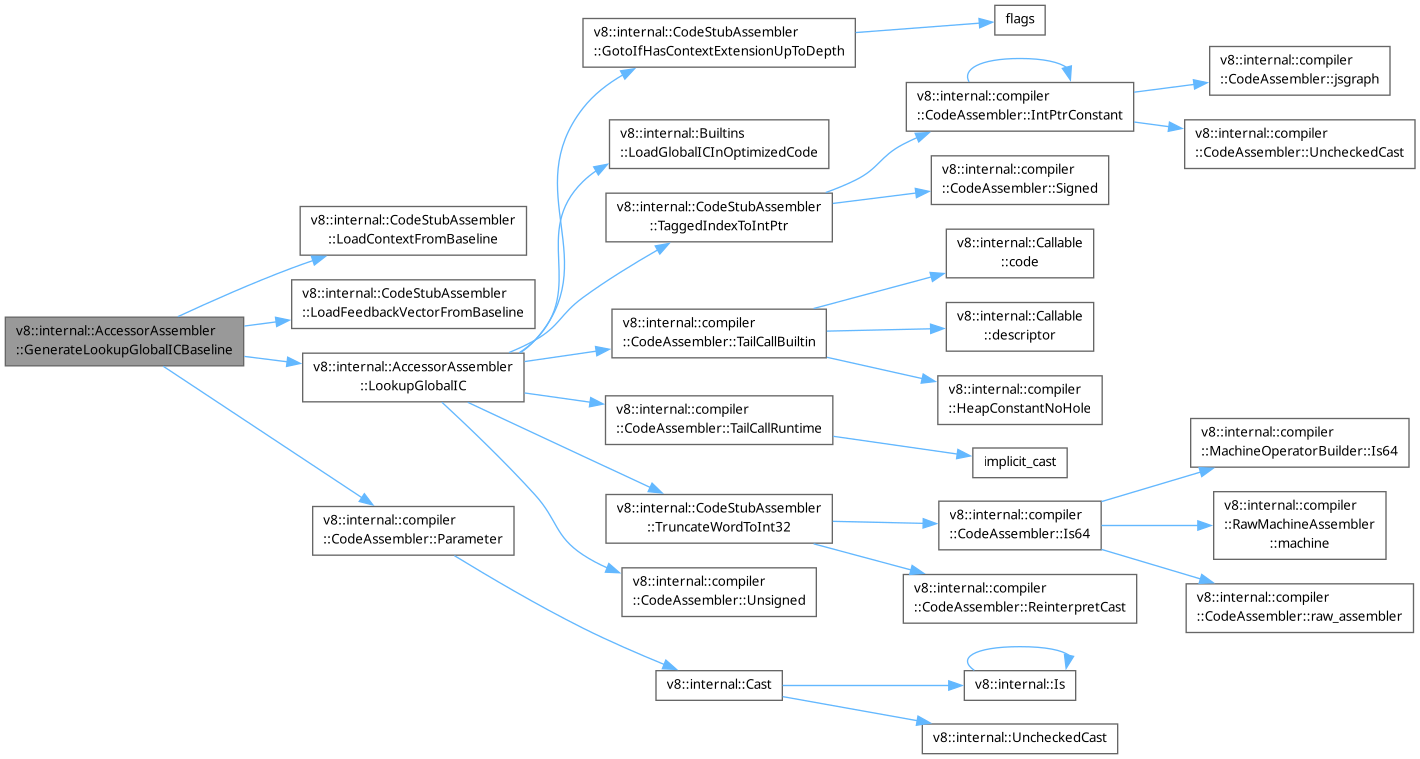 v8::internal::AccessorAssembler
::GenerateLookupGlobalICBaseline
v8::internal::CodeStubAssembler
::LoadContextFromBaseline
v8::internal::CodeStubAssembler
::LoadFeedbackVectorFromBaseline
v8::internal::AccessorAssembler
::LookupGlobalIC
v8::internal::compiler
::CodeAssembler::Parameter
v8::internal::CodeStubAssembler
::GotoIfHasContextExtensionUpToDepth
v8::internal::Builtins
::LoadGlobalICInOptimizedCode
v8::internal::CodeStubAssembler
::TaggedIndexToIntPtr
v8::internal::compiler
::CodeAssembler::TailCallBuiltin
v8::internal::compiler
::CodeAssembler::TailCallRuntime
v8::internal::CodeStubAssembler
::TruncateWordToInt32
v8::internal::compiler
::CodeAssembler::Unsigned
v8::internal::Cast
flags
v8::internal::compiler
::CodeAssembler::IntPtrConstant
v8::internal::compiler
::CodeAssembler::Signed
v8::internal::Callable
::code
v8::internal::Callable
::descriptor
v8::internal::compiler
::HeapConstantNoHole
implicit_cast
v8::internal::compiler
::CodeAssembler::Is64
v8::internal::compiler
::CodeAssembler::ReinterpretCast
v8::internal::Is
v8::internal::UncheckedCast
v8::internal::compiler
::CodeAssembler::jsgraph
v8::internal::compiler
::CodeAssembler::UncheckedCast
v8::internal::compiler
::MachineOperatorBuilder::Is64
v8::internal::compiler
::RawMachineAssembler
::machine
v8::internal::compiler
::CodeAssembler::raw_assembler